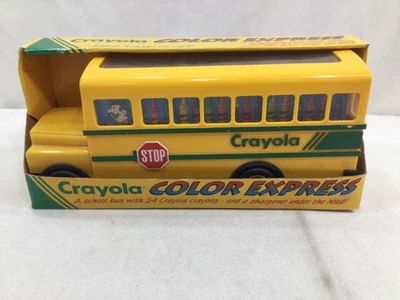 Crayola COLOR EXPRESS
Crayola
STOP
Crayola COLOR EXPRESS
A school bus with 24 Crayola crayons - and a sharpener under the hood!